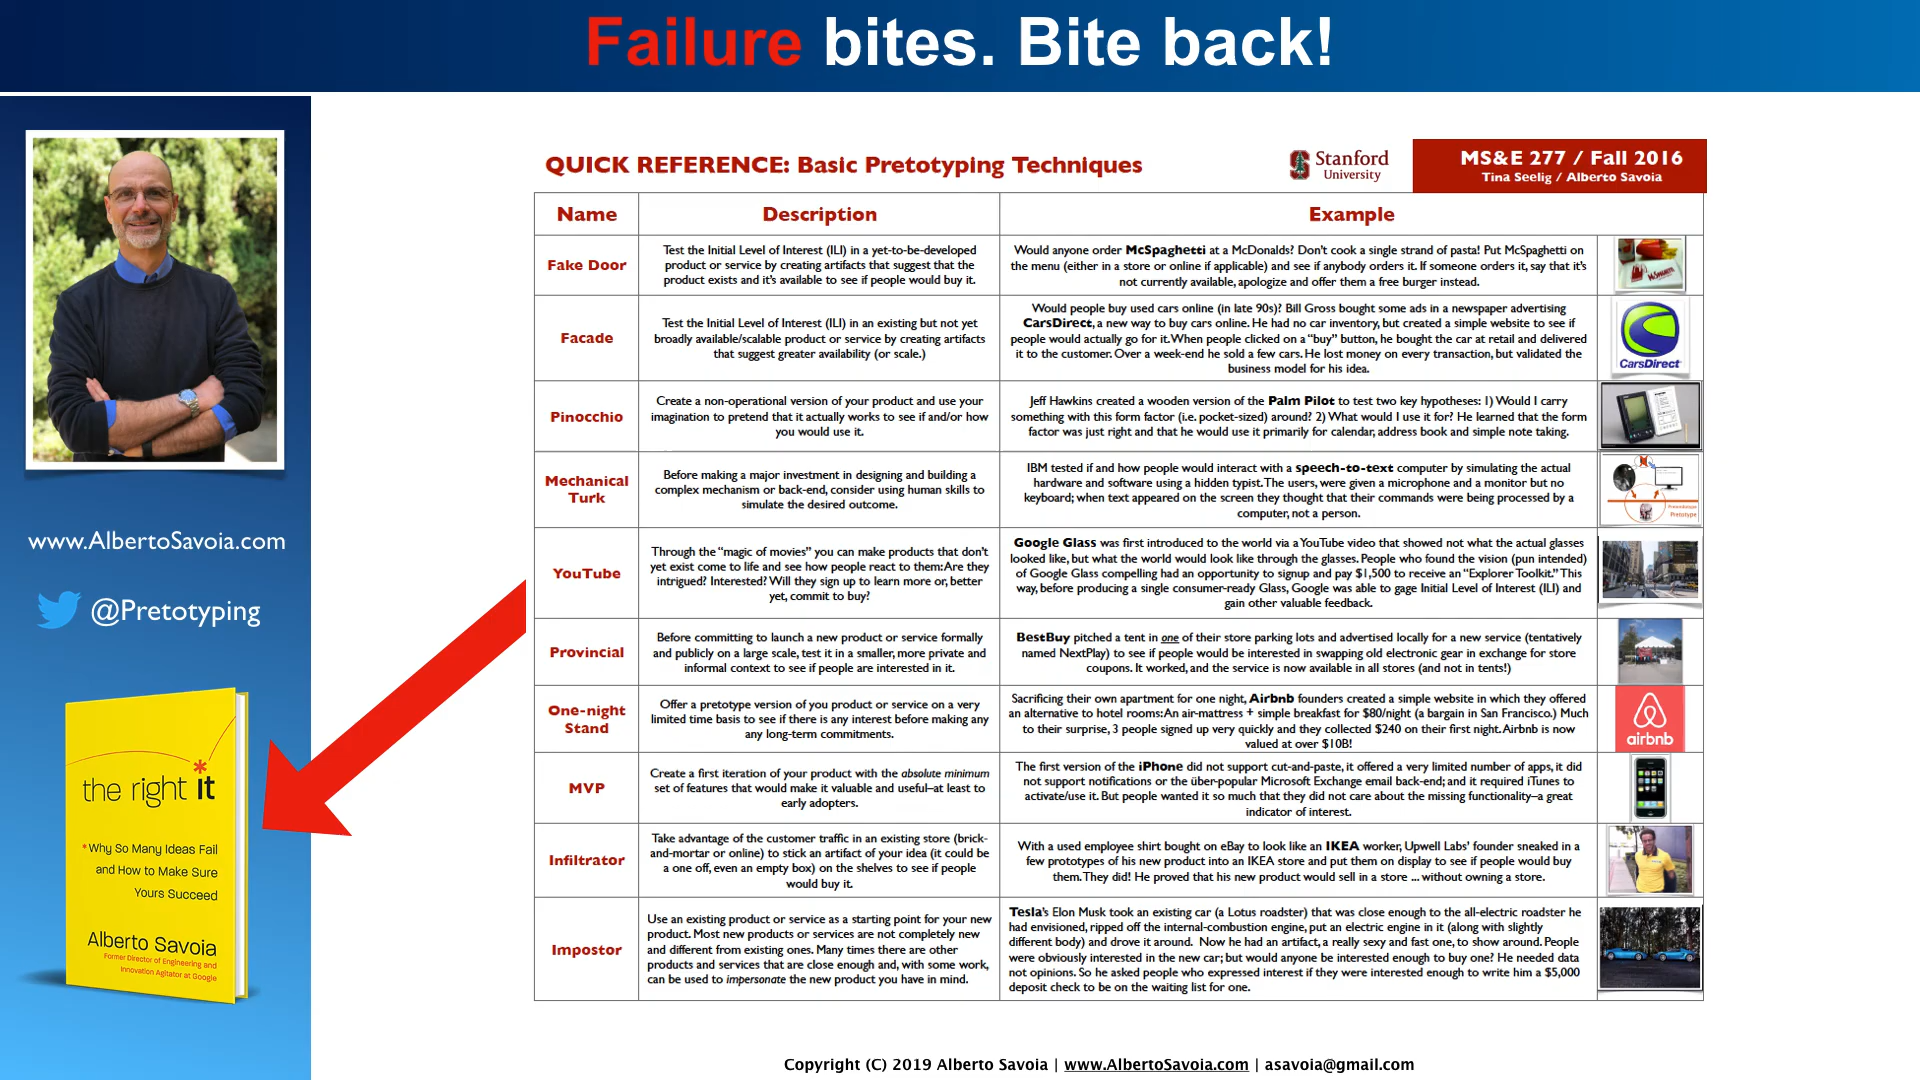 Failure bites. Bite back!
www.AlbertoSavoia.com
@Pretotyping
the right it
*
*Why So Many Ideas Fail
and How to Make Sure
Yours Succeed
Alberto Savoia
Former Director of Engineering and
Innovation Agitator at Google
QUICK REFERENCE: Basic Pretotyping Techniques
Stanford
University
MS&E 277 / Fall 2016
Tina Seelig / Alberto Savoia
Name
Description
Example
Fake Door
Test the Initial Level of Interest (ILI) in a yet-to-be-developed
product or service by creating artifacts that suggest that the
product exists and it's available to see if people would buy it.
Would anyone order McSpaghetti at a McDonalds? Don't cook a single strand of pasta! Put McSpaghetti on
the menu (either in a store or online if applicable) and see if anybody orders it. If someone orders it, say that it's
not currently available, apologize and offer them a free burger instead.
Facade
Test the Initial Level of Interest (ILI) in an existing but not yet
broadly available/scalable product or service by creating artifacts
that suggest greater availability (or scale.)
Would people buy used cars online (in late 90s)? Bill Gross bought some ads in a newspaper advertising
CarsDirect, a new way to buy cars online. He had no car inventory, but created a simple website to see if
people would actually go for it. When people clicked on a "buy" button, he bought the car at retail and delivered
it to the customer. Over a week-end he sold a few cars. He lost money on every transaction, but validated the
business model for his idea.
CarsDirect
Pinocchio
Create a non-operational version of your product and use your
imagination to pretend that it actually works to see if and/or how
you would use it.
Jeff Hawkins created a wooden version of the Palm Pilot to test two key hypotheses: 1) Would I carry
something with this form factor (i.e. pocket-sized) around? 2) What would I use it for? He learned that the form
factor was just right and that he would use it primarily for calendar, address book and simple note taking.
Mechanical
Turk
Before making a major investment in designing and building a
complex mechanism or back-end, consider using human skills to
simulate the desired outcome.
IBM tested if and how people would interact with a speech-to-text computer by simulating the actual
hardware and software using a hidden typist. The users, were given a microphone and a monitor but no
keyboard; when text appeared on the screen they thought that their commands were being processed by a
computer, not a person.
YouTube
Through the "magic of movies" you can make products that don't
yet exist come to life and see how people react to them: Are they
intrigued? Interested? Will they sign up to learn more or, better
yet, commit to buy?
Google Glass was first introduced to the world via a YouTube video that showed not what the actual glasses
looked like, but what the world would look like through the glasses. People who found the vision (pun intended)
of Google Glass compelling had an opportunity to signup and pay $1,500 to receive an "Explorer Toolkit." This
way, before producing a single consumer-ready Glass, Google was able to gage Initial Level of Interest (ILI) and
gain other valuable feedback.
Provincial
Before committing to launch a new product or service formally
and publicly on a large scale, test it in a smaller, more private and
informal context to see if people are interested in it.
BestBuy pitched a tent in one of their store parking lots and advertised locally for a new service (tentatively
named NextPlay) to see if people would be interested in swapping old electronic gear in exchange for store
coupons. It worked, and the service is now available in all stores (and not in tents!)
One-night
Stand
Offer a pretotype version of you product or service on a very
limited time basis to see if there is any interest before making any
any long-term commitments.
Sacrificing their own apartment for one night, Airbnb founders created a simple website in which they offered
an alternative to hotel rooms: An air-mattress + simple breakfast for $80/night (a bargain in San Francisco.) Much
to their surprise, 3 people signed up very quickly and they collected $240 on their first night. Airbnb is now
valued at over $10B!
airbnb
MVP
Create a first iteration of your product with the absolute minimum
set of features that would make it valuable and useful–at least to
early adopters.
The first version of the iPhone did not support cut-and-paste, it offered a very limited number of apps, it did
not support notifications or the über-popular Microsoft Exchange email back-end; and it required iTunes to
activate/use it. But people wanted it so much that they did not care about the missing functionality–a great
indicator of interest.
Infiltrator
Take advantage of the customer traffic in an existing store (brick-
and-mortar or online) to stick an artifact of your idea (it could be
a one off, even an empty box) on the shelves to see if people
would buy it.
With a used employee shirt bought on eBay to look like an IKEA worker, Upwell Labs' founder sneaked in a
few prototypes of his new product into an IKEA store and put them on display to see if people would buy
them. They did! He proved that his new product would sell in a store ... without owning a store.
Impostor
Use an existing product or service as a starting point for your new
product. Most new products or services are not completely new
and different from existing ones. Many times there are other
products and services that are close enough and, with some work,
can be used to impersonate the new product you have in mind.
Tesla's Elon Musk took an existing car (a Lotus roadster) that was close enough to the all-electric roadster he
had envisioned, ripped off the internal-combustion engine, put an electric engine in it (along with slightly
different body) and drove it around. Now he had an artifact, a really sexy and fast one, to show around. People
were obviously interested in the new car; but would anyone be interested enough to buy one? He needed data
not opinions. So he asked people who expressed interest if they were interested enough to write him a $5,000
deposit check to be on the waiting list for one.
Copyright (C) 2019 Alberto Savoia | www.AlbertoSavoia.com | asavoia@gmail.com